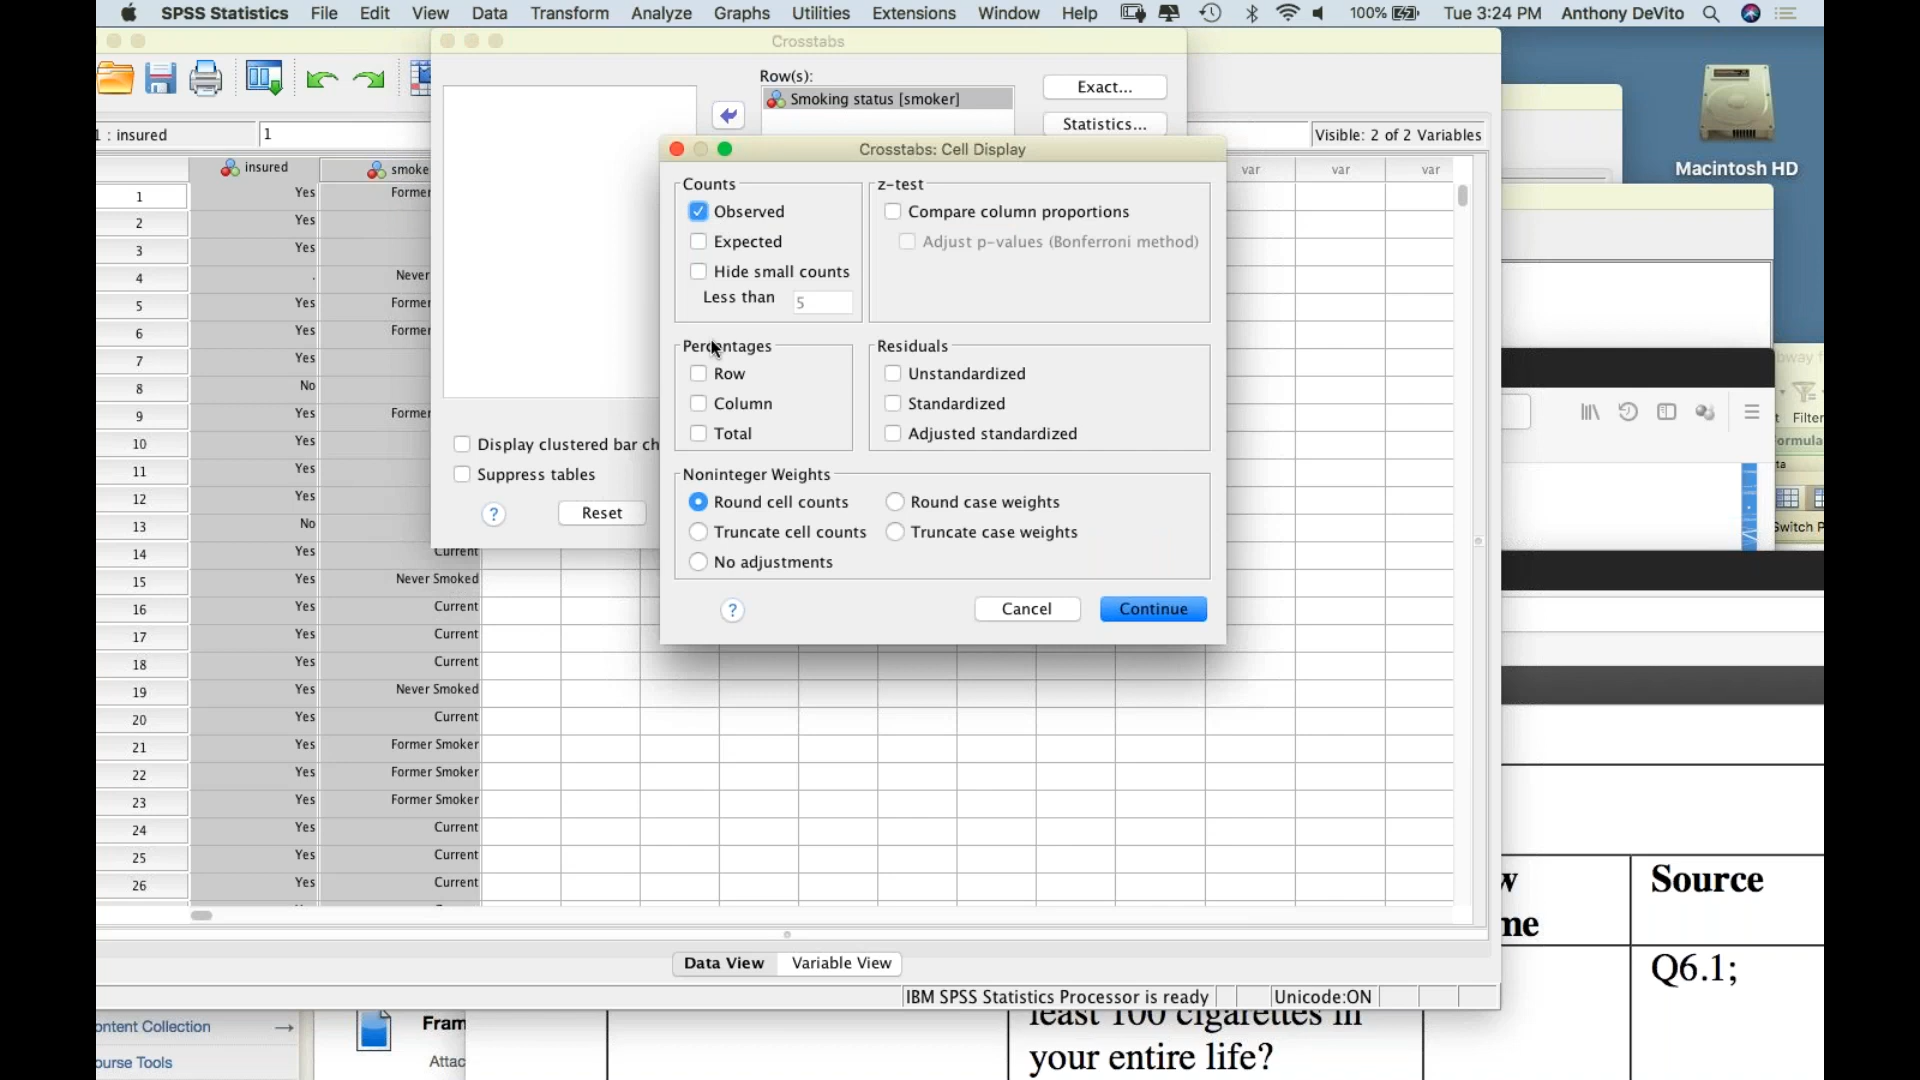 SPSS Statistics File Edit View Data Transform Analyze Graphs Utilities Extensions Window Help 100% Tue 3:24 PM Anthony DeVito
Crosstabs
Row(s):
Smoking status [smoker]
Exact...
Statistics...
: insured
1
Visible: 2 of 2 Variables
Macintosh HD
insured
smoke
var var var
Crosstabs: Cell Display
Counts
Observed
Expected
Hide small counts
Less than 5
z-test
Compare column proportions
Adjust p-values (Bonferroni method)
Percentages
Row
Column
Total
Residuals
Unstandardized
Standardized
Adjusted standardized
Noninteger Weights
Round cell counts Round case weights
Truncate cell counts Truncate case weights
No adjustments
? Cancel Continue
Display clustered bar ch
Suppress tables
? Reset
1 Yes Former
2 Yes
3 Yes
4 . Never
5 Yes Former
6 Yes Former
7 Yes
8 No
9 Yes Former
10 Yes
11 Yes
12 Yes
13 No
14 Yes Current
15 Yes Never Smoked
16 Yes Current
17 Yes Current
18 Yes Current
19 Yes Never Smoked
20 Yes Current
21 Yes Former Smoker
22 Yes Former Smoker
23 Yes Former Smoker
24 Yes Current
25 Yes Current
26 Yes Current
Data View Variable View
IBM SPSS Statistics Processor is ready Unicode:ON
Filter
ormula
ta
Switch P
w
me
Source
Q6.1;
least 100 cigarettes in
your entire life?
ontent Collection
ourse Tools
Fram
Attac